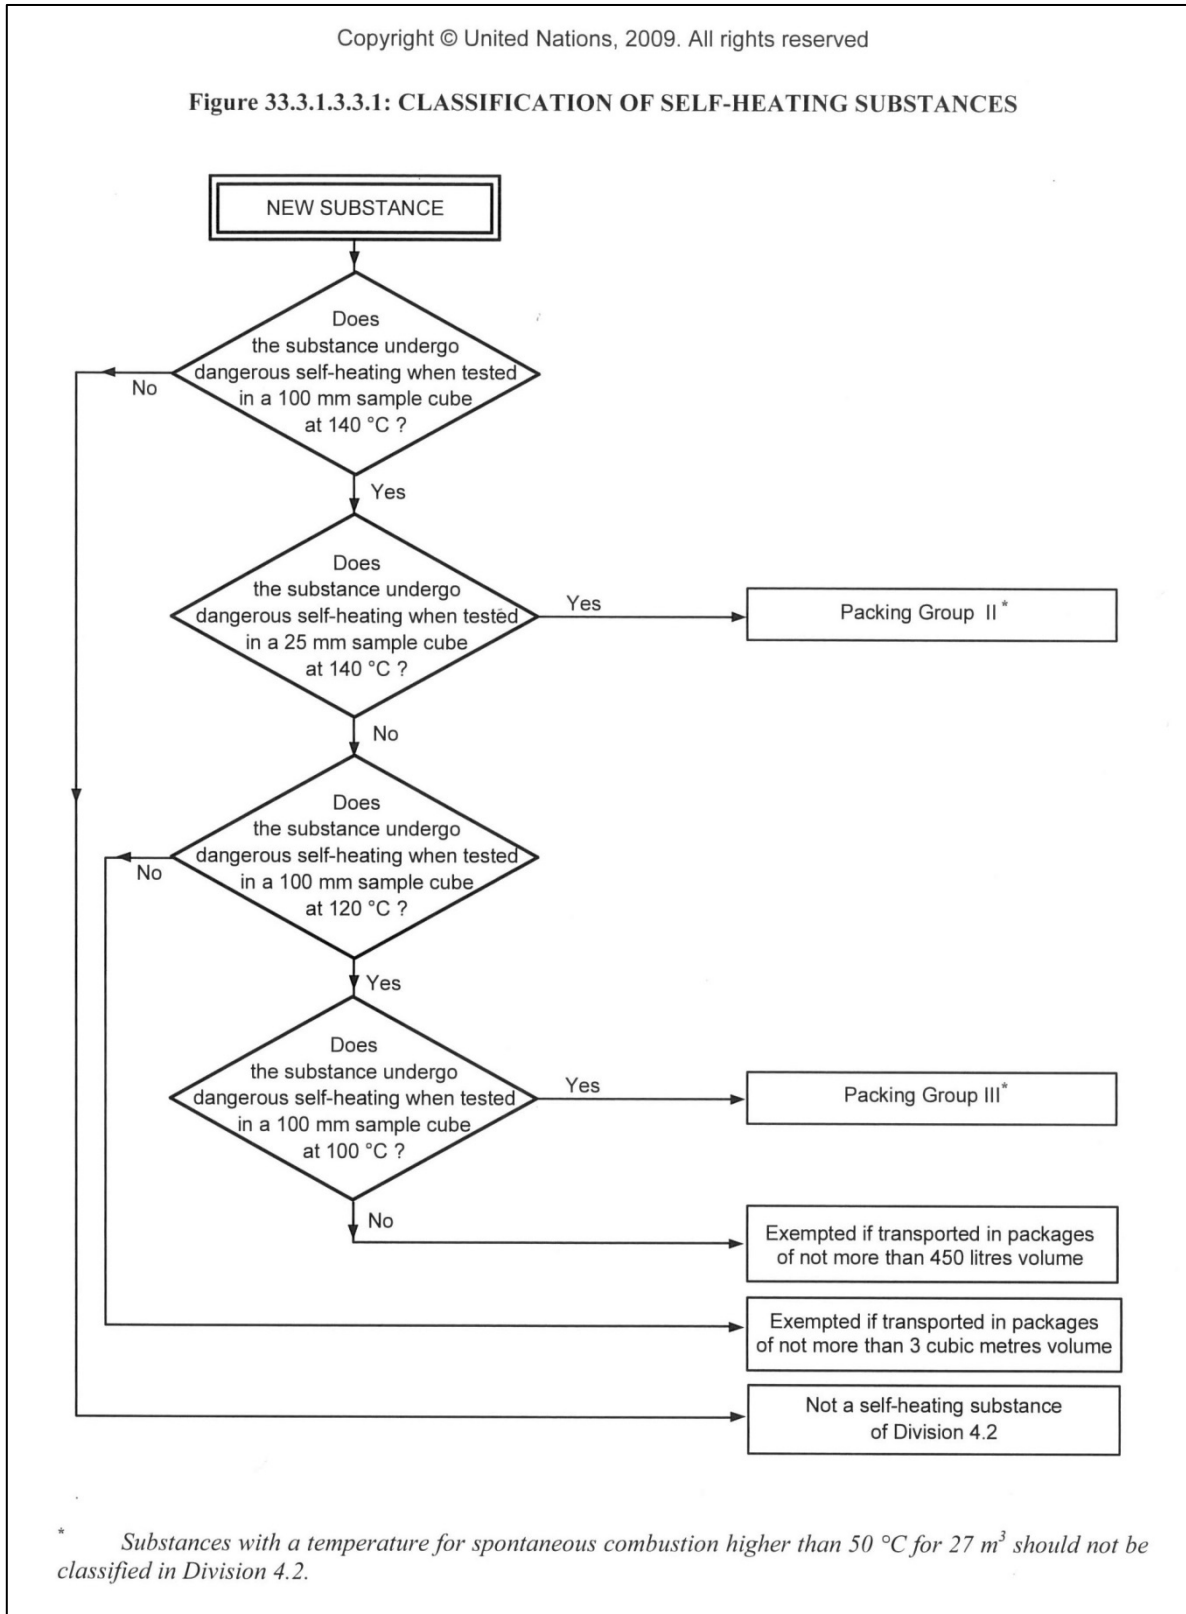 Copyright © United Nations, 2009. All rights reserved
Figure 33.3.1.3.3.1: CLASSIFICATION OF SELF-HEATING SUBSTANCES
NEW SUBSTANCE
Does
the substance undergo
dangerous self-heating when tested
in a 100 mm sample cube
at 140 °C ?
No
Yes
Does
the substance undergo
dangerous self-heating when tested
in a 25 mm sample cube
at 140 °C ?
Yes
Packing Group II*
No
Does
the substance undergo
dangerous self-heating when tested
in a 100 mm sample cube
at 120 °C ?
No
Yes
Does
the substance undergo
dangerous self-heating when tested
in a 100 mm sample cube
at 100 °C ?
Yes
Packing Group III*
No
Exempted if transported in packages
of not more than 450 litres volume
Exempted if transported in packages
of not more than 3 cubic metres volume
Not a self-heating substance
of Division 4.2
* Substances with a temperature for spontaneous combustion higher than 50 °C for 27 m³ should not be
classified in Division 4.2.